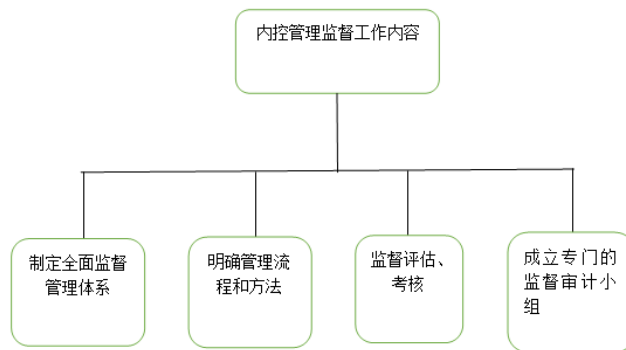 内控管理监督工作内容
制定全面监督
管理体系
明确管理流
程和方法
监督评估、
考核
成立专门的
监督审计小
组